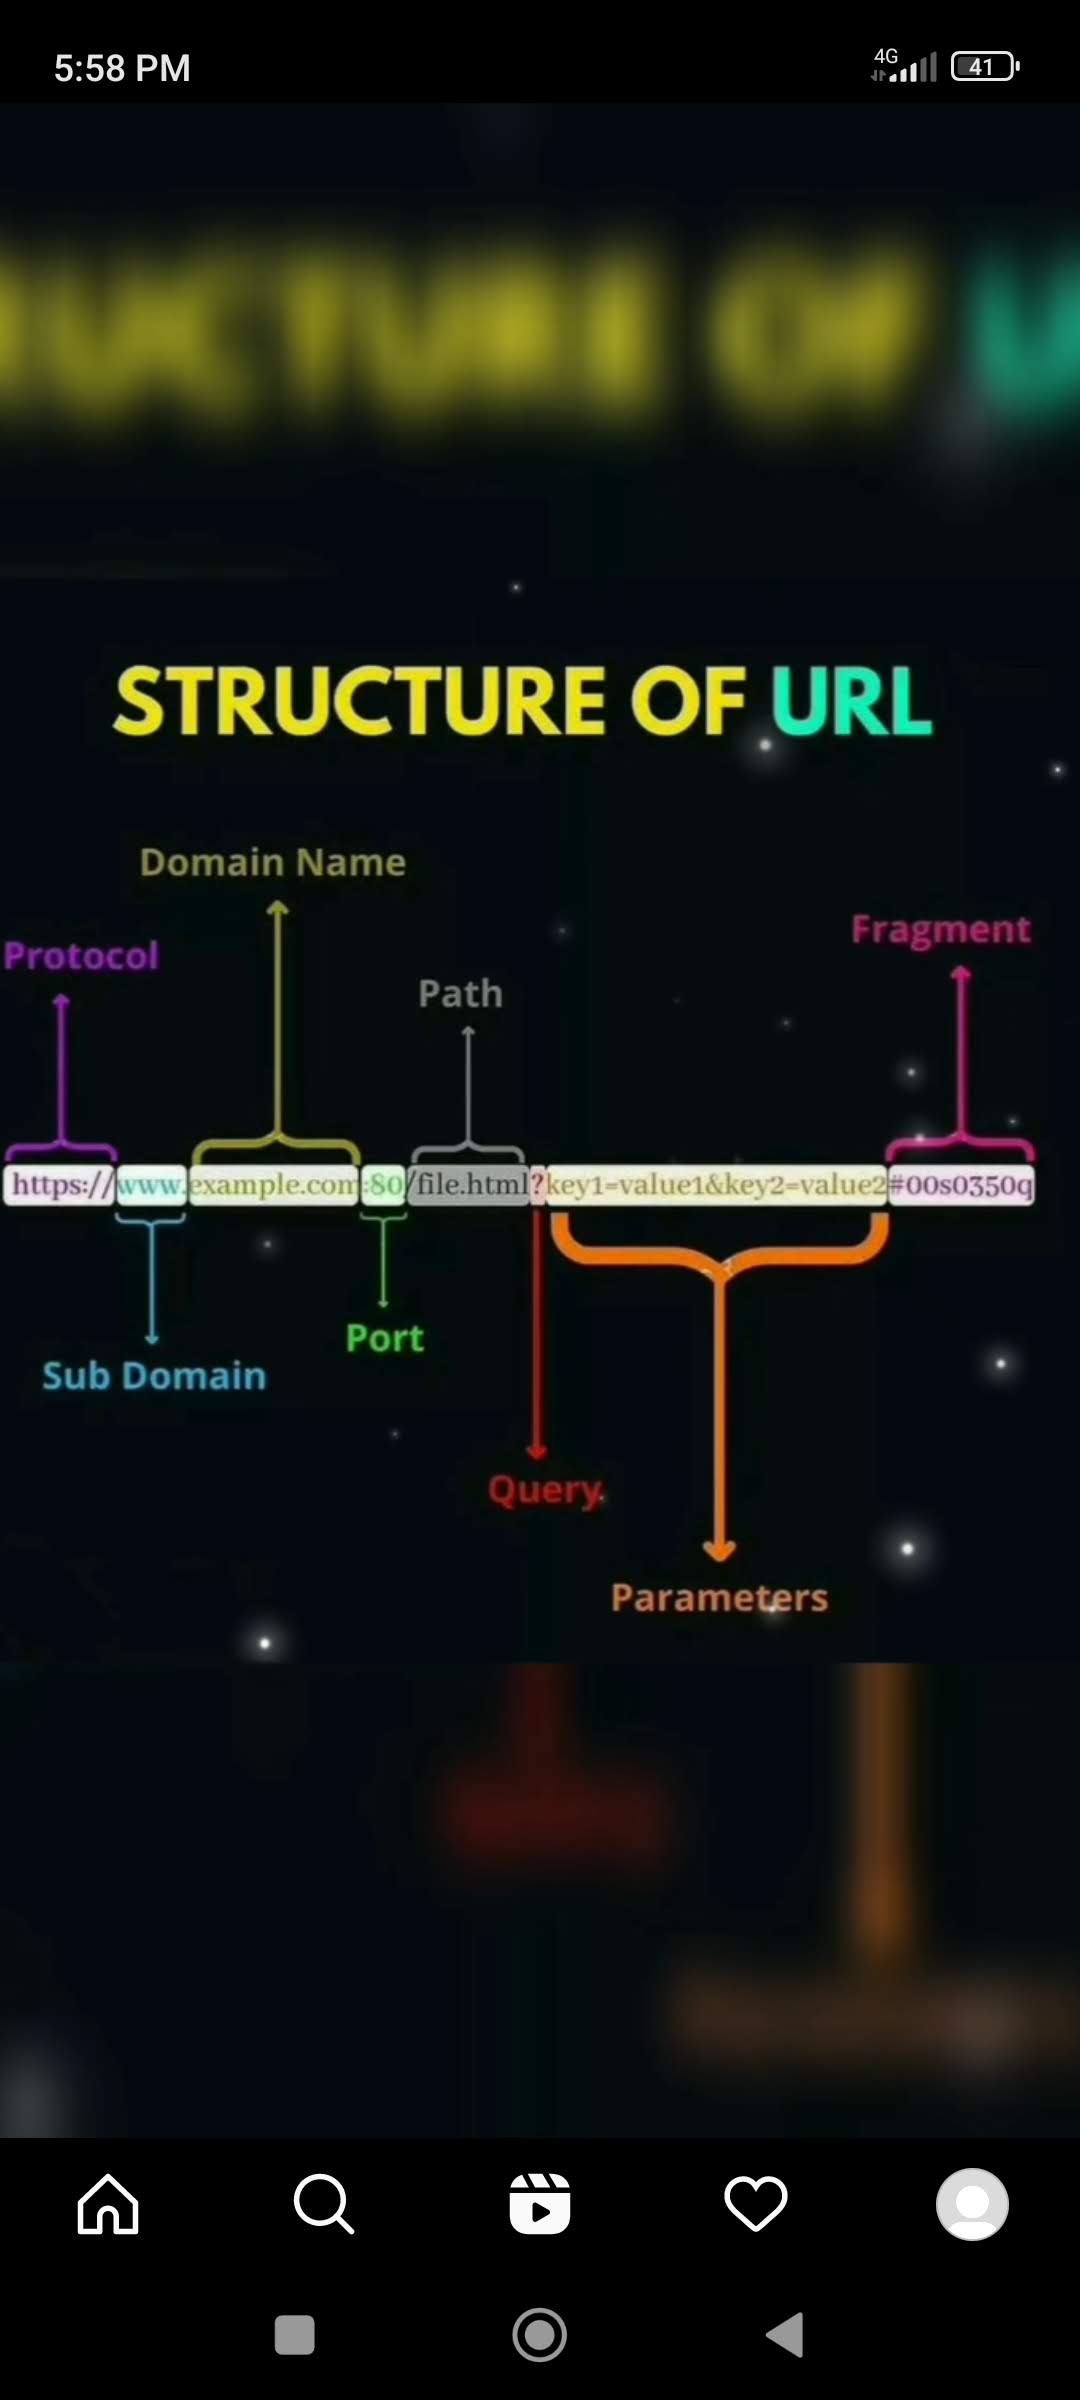 5:58 PM
4G
41
STRUCTURE OF URL
Domain Name
Fragment
Protocol
Path
https://www.example.com:80/file.html?key1=value1&key2=value2#00s0350q
Port
Sub Domain
Query
Parameters